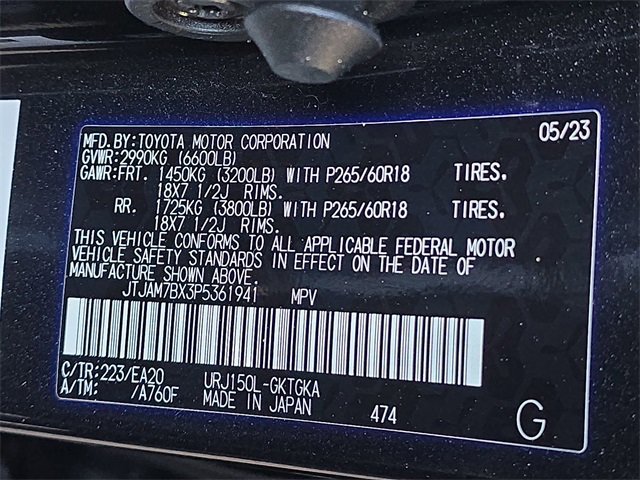 05/23
MFD. BY: TOYOTA MOTOR CORPORATION
GVWR: 2990KG (6600LB)
GAWR: FRT. 1450KG (3200LB) WITH P265/60R18 TIRES.
18X7 1/2J RIMS.
RR. 1725KG (3800LB) WITH P265/60R18 TIRES.
18X7 1/2J RIMS.
THIS VEHICLE CONFORMS TO ALL APPLICABLE FEDERAL MOTOR
VEHICLE SAFETY STANDARDS IN EFFECT ON THE DATE OF
MANUFACTURE SHOWN ABOVE.
JTJAM7BX3P5361941 MPV
C/TR: 223/EA20 URJ150L-GKTGKA
A/TM: /A760F MADE IN JAPAN 474
G